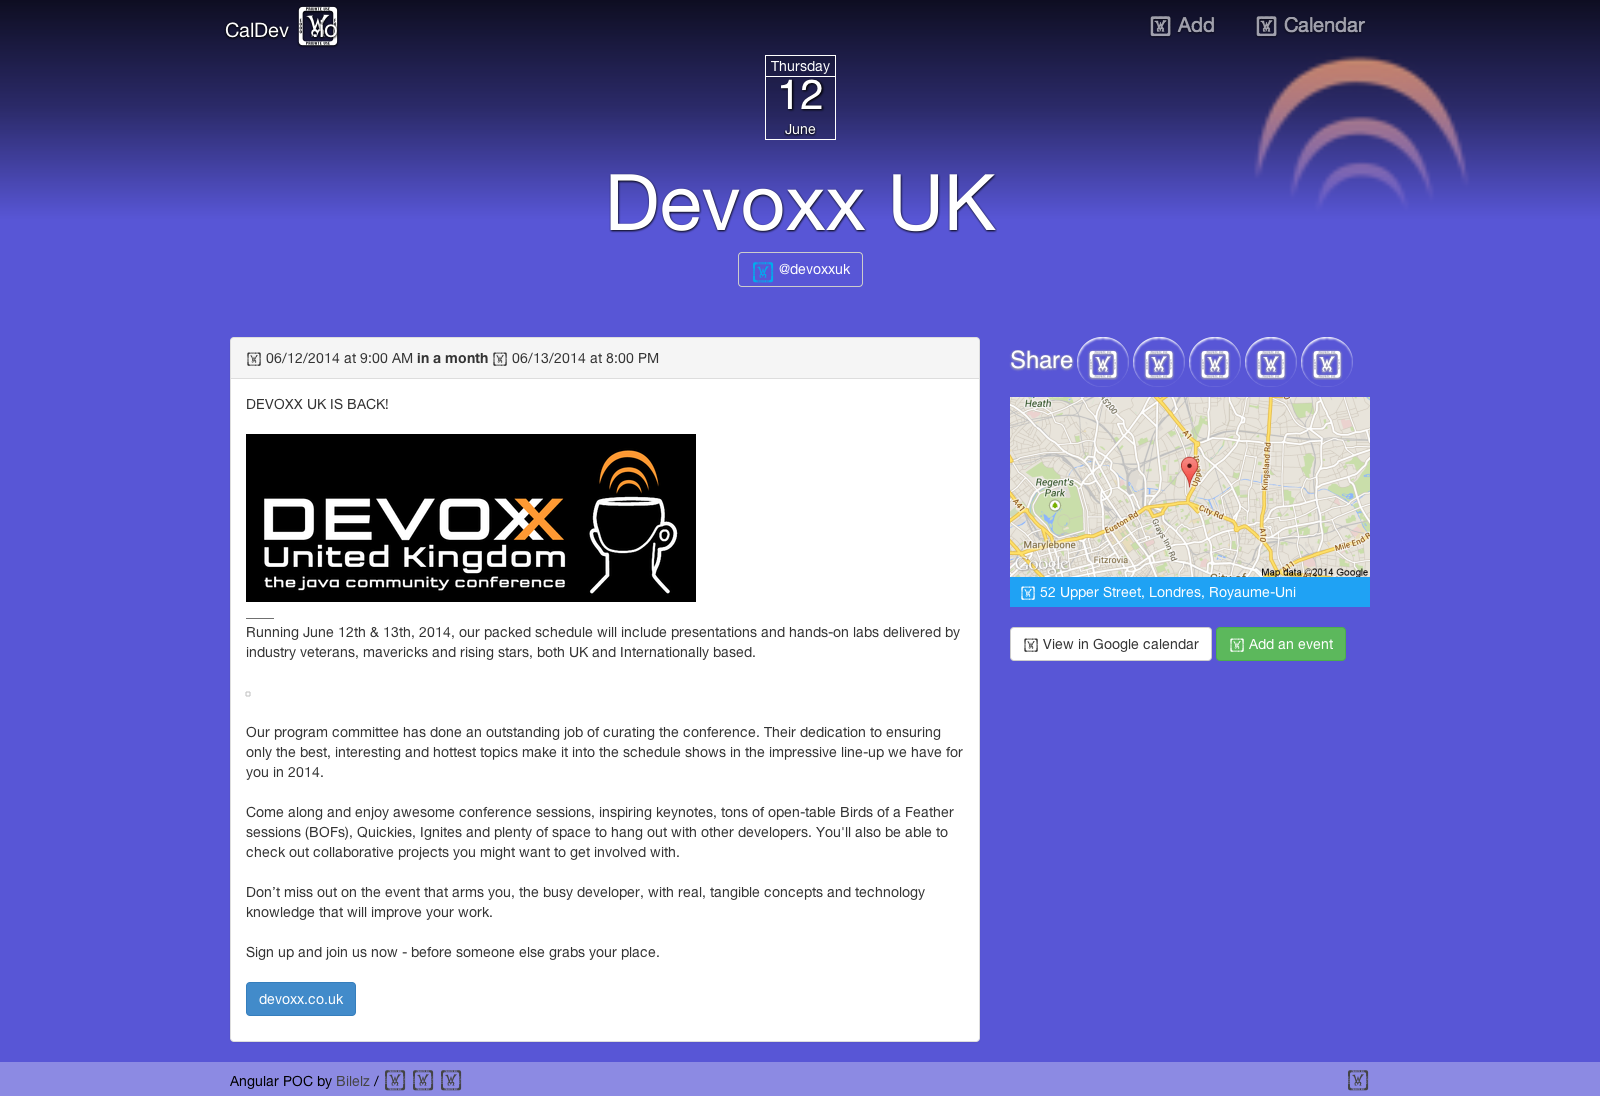 CalDev
Add
Calendar
Thursday
12
June
Devoxx UK
@devoxxuk
06/12/2014 at 9:00 AM in a month 06/13/2014 at 8:00 PM
DEVOXX UK IS BACK!
DEVOXX
United Kingdom
the java community conference
Running June 12th & 13th, 2014, our packed schedule will include presentations and hands-on labs delivered by
industry veterans, mavericks and rising stars, both UK and Internationally based.
Our program committee has done an outstanding job of curating the conference. Their dedication to ensuring
only the best, interesting and hottest topics make it into the schedule shows in the impressive line-up we have for
you in 2014.
Come along and enjoy awesome conference sessions, inspiring keynotes, tons of open-table Birds of a Feather
sessions (BOFs), Quickies, Ignites and plenty of space to hang out with other developers. You'll also be able to
check out collaborative projects you might want to get involved with.
Don’t miss out on the event that arms you, the busy developer, with real, tangible concepts and technology
knowledge that will improve your work.
Sign up and join us now - before someone else grabs your place.
devoxx.co.uk
Share
Heath
A5200
A1
Upper
Kingsland Rd
Regent's
Park
A41
City Rd
Euston Rd
Grays Inn Rd
A10
Marylebone
Mile End R
Fitzrovia
A11
Google
City of
Map data ©2014 Google
52 Upper Street, Londres, Royaume-Uni
View in Google calendar
Add an event
Angular POC by Bilelz /